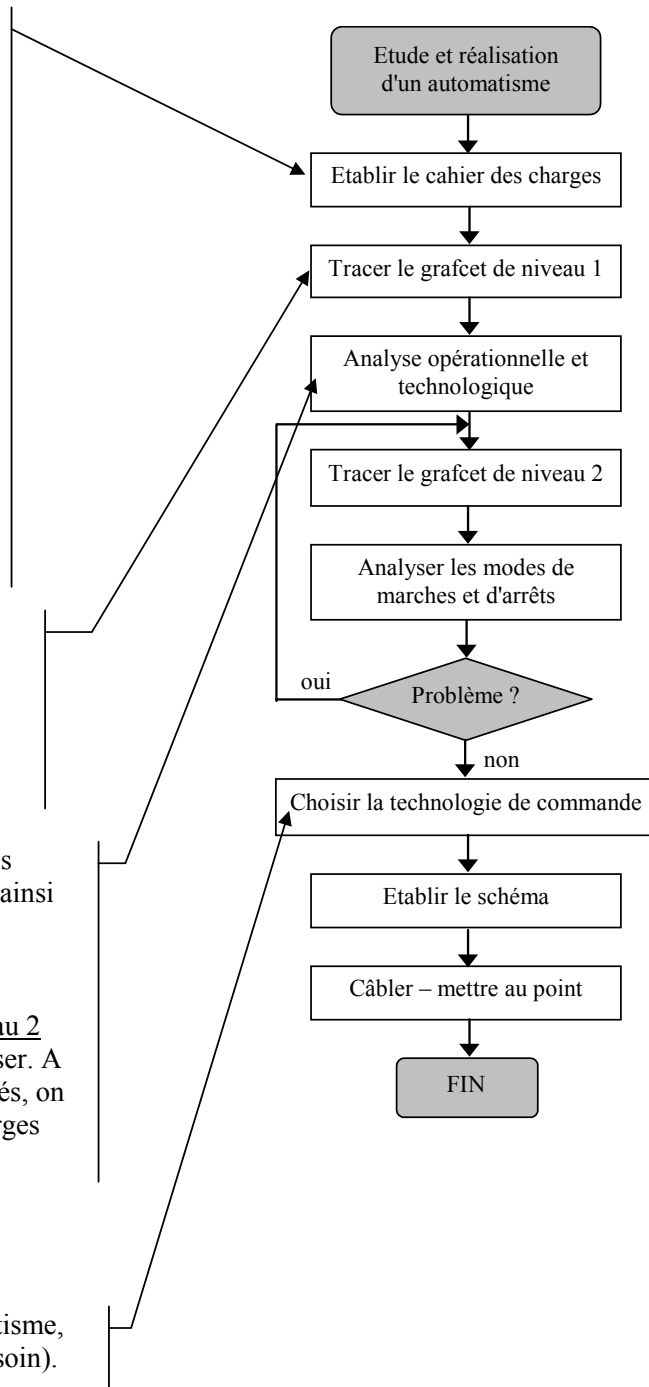 Etude et réalisation
d'un automatisme
Etablir le cahier des charges
Tracer le grafcet de niveau 1
Analyse opérationnelle et
technologique
Tracer le grafcet de niveau 2
Analyser les modes de
marches et d'arrêts
oui
Problème ?
non
Choisir la technologie de commande
Etablir le schéma
Câbler – mettre au point
FIN
s
ainsi
au 2
ser. A
és, on
rges
tisme,
soin).